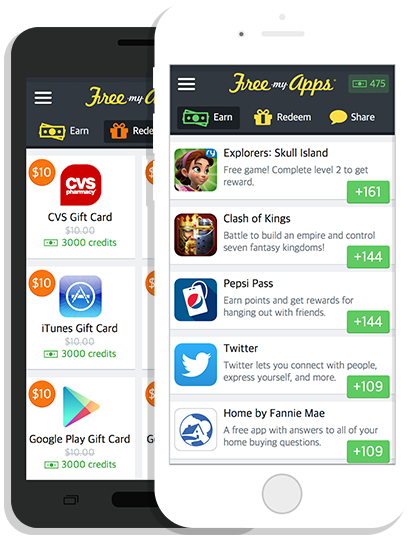 Free my Apps
Earn
$10
CVS
pharmacy
CVS Gift Card
$10.00
3000 credits
$10
iTunes Gift Card
$10.00
3000 credits
$10
Google Play Gift Card
$10.00
3000 credits
Free my Apps
475
Earn
Redeem
Share
Explorers: Skull Island
Free game! Complete level 2 to get
reward.
+161
Clash of Kings
Battle to build an empire and control
seven fantasy kingdoms!
+144
Pepsi Pass
Earn points and get rewards for
hanging out with friends.
+144
Twitter
Twitter lets you connect with people,
express yourself, and more.
+109
Home by Fannie Mae
A free app with answers to all of your
home buying questions.
+109